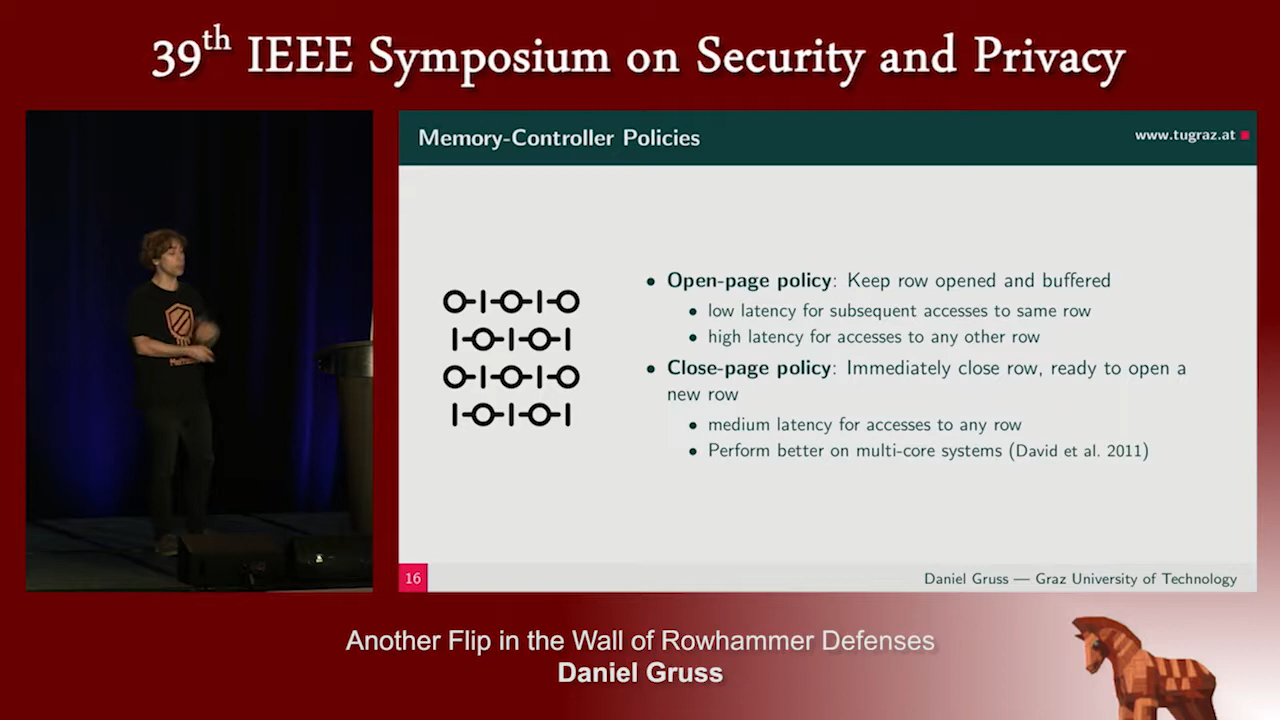 39th IEEE Symposium on Security and Privacy
Memory-Controller Policies
www.tugraz.at
• Open-page policy: Keep row opened and buffered
• low latency for subsequent accesses to same row
• high latency for accesses to any other row
• Close-page policy: Immediately close row, ready to open a
new row
• medium latency for accesses to any row
• Perform better on multi-core systems (David et al. 2011)
16
Daniel Gruss — Graz University of Technology
Another Flip in the Wall of Rowhammer Defenses
Daniel Gruss